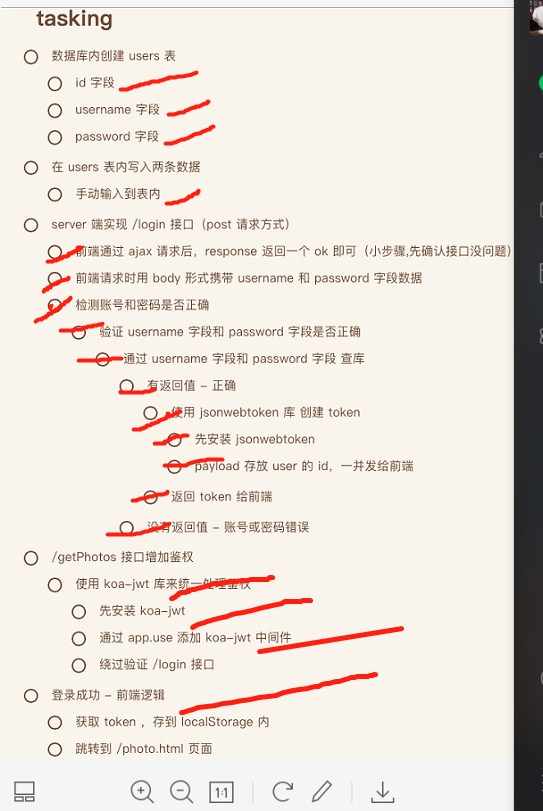 tasking
数据库内创建 users 表
id 字段
username 字段
password 字段
在 users 表内写入两条数据
手动输入到表内
server 端实现 /login 接口（post 请求方式）
前端通过 ajax 请求后，response 返回一个 ok 即可（小步骤,先确认接口没问题）
前端请求时用 body 形式携带 username 和 password 字段数据
检测账号和密码是否正确
验证 username 字段和 password 字段是否正确
通过 username 字段和 password 字段 查库
有返回值 – 正确
使用 jsonwebtoken 库 创建 token
先安装 jsonwebtoken
payload 存放 user 的 id，一并发给前端
返回 token 给前端
没有返回值 – 账号或密码错误
/getPhotos 接口增加鉴权
使用 koa-jwt 库来统一处理鉴权
先安装 koa-jwt
通过 app.use 添加 koa-jwt 中间件
绕过验证 /login 接口
登录成功 – 前端逻辑
获取 token ，存到 localStorage 内
跳转到 /photo.html 页面
1:1